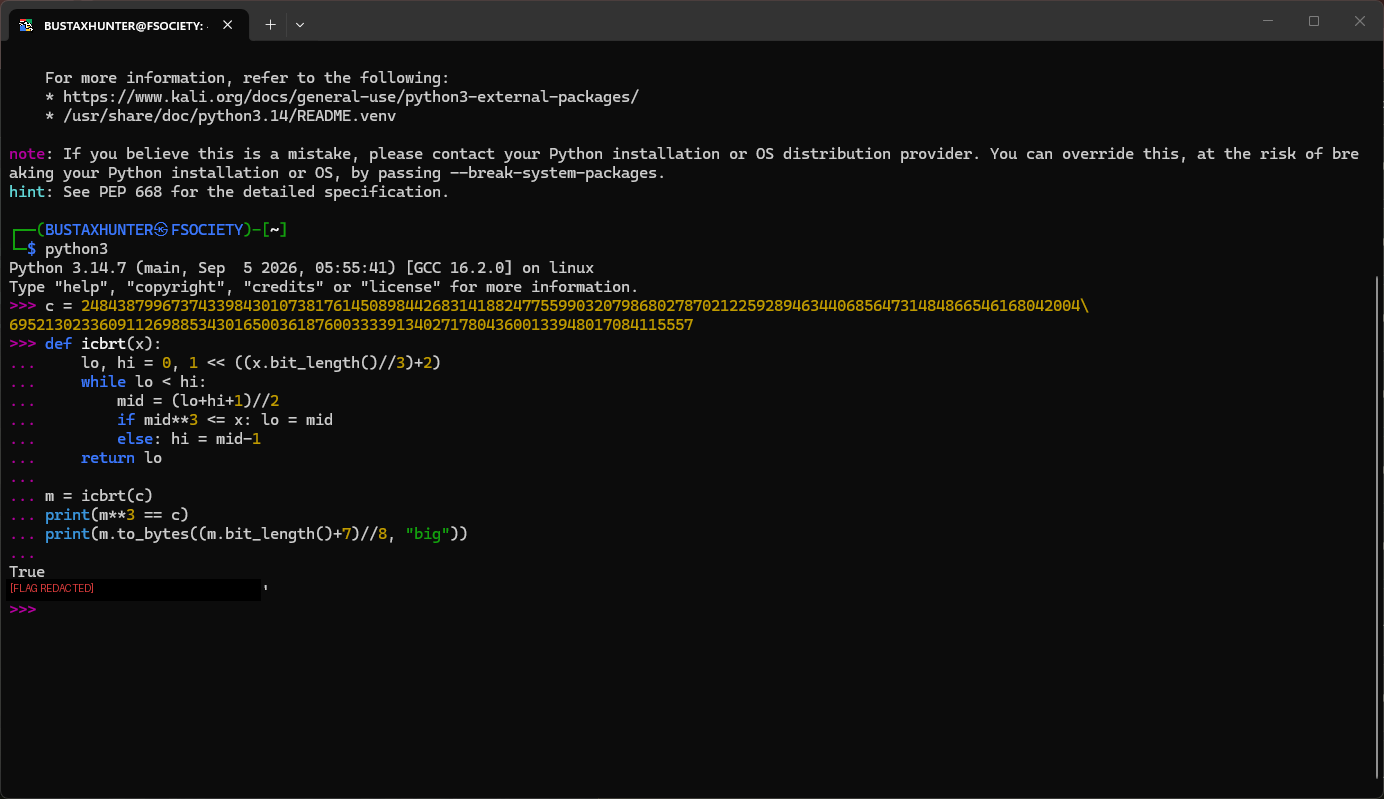 BUSTAXHUNTER@FSOCIETY:
For more information, refer to the following:
* https://www.kali.org/docs/general-use/python3-external-packages/
* /usr/share/doc/python3.14/README.venv
note: If you believe this is a mistake, please contact your Python installation or OS distribution provider. You can override this, at the risk of bre
aking your Python installation or OS, by passing --break-system-packages.
hint: See PEP 668 for the detailed specification.
┌──(BUSTAXHUNTER㉿FSOCIETY)-[~]
└─$ python3
Python 3.14.7 (main, Sep  5 2026, 05:55:41) [GCC 16.2.0] on linux
Type "help", "copyright", "credits" or "license" for more information.
>>> c = 248438799673743398430107381761450898442683141882477559903207986802787021225928946344068564731484866546168042004\
69521302336091126988534301650036187600333391340271780436001339480170841155​57
>>> def icbrt(x):
...     lo, hi = 0, 1 << ((x.bit_length()//3)+2)
...     while lo < hi:
...         mid = (lo+hi+1)//2
...         if mid**3 <= x: lo = mid
...         else: hi = mid-1
...     return lo
...
... m = icbrt(c)
... print(m**3 == c)
... print(m.to_bytes((m.bit_length()+7)//8, "big"))
...
True
[FLAG REDACTED] '
>>>